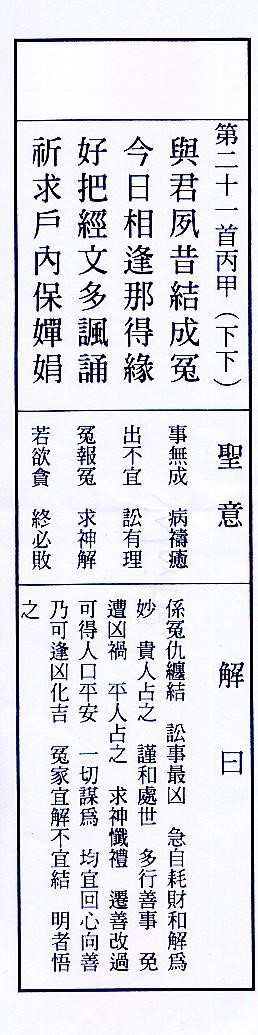 第二十一首丙甲（下下）
與君夙昔結成冤
今日相逢那得緣
好把經文多諷誦
祈求戶內保嬋娟
聖意
事無成　病禱癒
出不宜　訟有理
冤報冤　求神解
若欲貪　終必敗
解曰
係冤仇纏結　訟事最凶　急自耗財和解為
妙　貴人占之　謹和處世　多行善事　免
遭凶禍　平人占之　求神懺禮　遷善改過
可得人口平安　一切謀為　均宜回心向善
乃可逢凶化吉　冤家宜解不宜結　明者悟
之